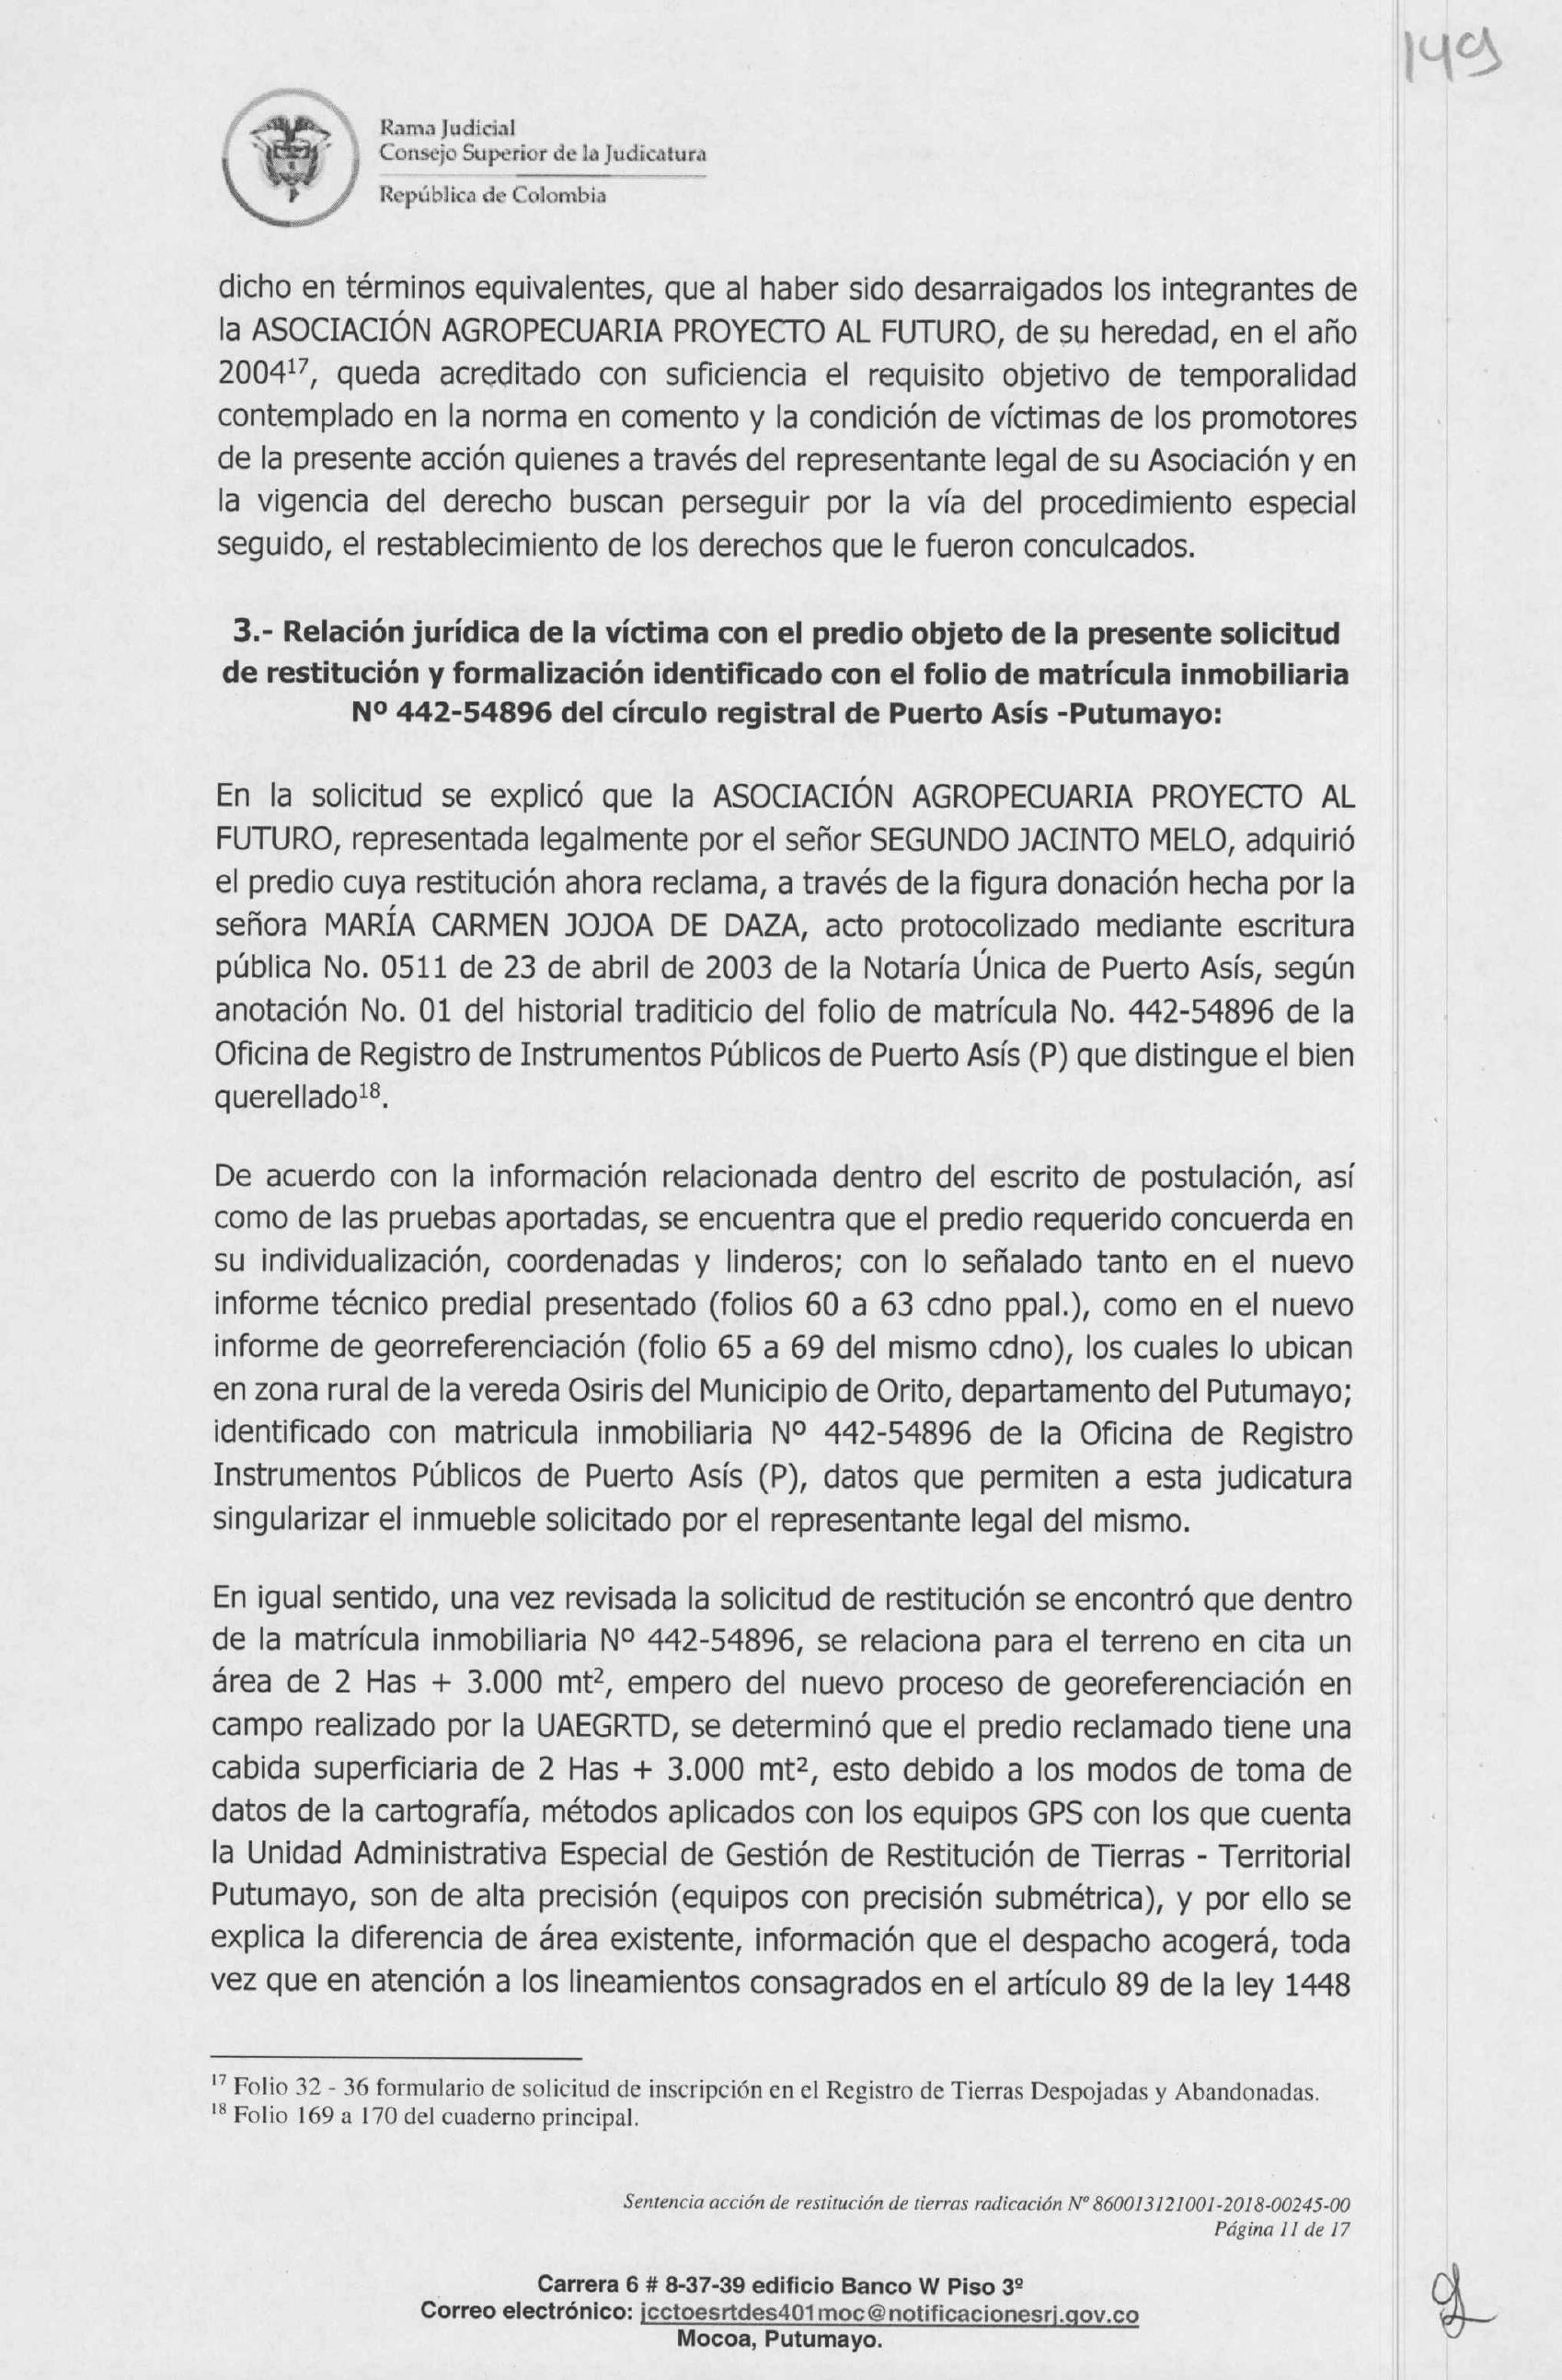 149
Rama Judicial
Consejo Superior de la Judicatura
República de Colombia
dicho en términos equivalentes, que al haber sido desarraigados los integrantes de
la ASOCIACIÓN AGROPECUARIA PROYECTO AL FUTURO, de su heredad, en el año
2004¹⁷, queda acreditado con suficiencia el requisito objetivo de temporalidad
contemplado en la norma en comento y la condición de víctimas de los promotores
de la presente acción quienes a través del representante legal de su Asociación y en
la vigencia del derecho buscan perseguir por la vía del procedimiento especial
seguido, el restablecimiento de los derechos que le fueron conculcados.
3.- Relación jurídica de la víctima con el predio objeto de la presente solicitud
de restitución y formalización identificado con el folio de matrícula inmobiliaria
Nº 442-54896 del círculo registral de Puerto Asís -Putumayo:
En la solicitud se explicó que la ASOCIACIÓN AGROPECUARIA PROYECTO AL
FUTURO, representada legalmente por el señor SEGUNDO JACINTO MELO, adquirió
el predio cuya restitución ahora reclama, a través de la figura donación hecha por la
señora MARÍA CARMEN JOJOA DE DAZA, acto protocolizado mediante escritura
pública No. 0511 de 23 de abril de 2003 de la Notaría Única de Puerto Asís, según
anotación No. 01 del historial traditicio del folio de matrícula No. 442-54896 de la
Oficina de Registro de Instrumentos Públicos de Puerto Asís (P) que distingue el bien
querellado¹⁸.
De acuerdo con la información relacionada dentro del escrito de postulación, así
como de las pruebas aportadas, se encuentra que el predio requerido concuerda en
su individualización, coordenadas y linderos; con lo señalado tanto en el nuevo
informe técnico predial presentado (folios 60 a 63 cdno ppal.), como en el nuevo
informe de georreferenciación (folio 65 a 69 del mismo cdno), los cuales lo ubican
en zona rural de la vereda Osiris del Municipio de Orito, departamento del Putumayo;
identificado con matricula inmobiliaria Nº 442-54896 de la Oficina de Registro
Instrumentos Públicos de Puerto Asís (P), datos que permiten a esta judicatura
singularizar el inmueble solicitado por el representante legal del mismo.
En igual sentido, una vez revisada la solicitud de restitución se encontró que dentro
de la matrícula inmobiliaria Nº 442-54896, se relaciona para el terreno en cita un
área de 2 Has + 3.000 mt², empero del nuevo proceso de georeferenciación en
campo realizado por la UAEGRTD, se determinó que el predio reclamado tiene una
cabida superficiaria de 2 Has + 3.000 mt², esto debido a los modos de toma de
datos de la cartografía, métodos aplicados con los equipos GPS con los que cuenta
la Unidad Administrativa Especial de Gestión de Restitución de Tierras - Territorial
Putumayo, son de alta precisión (equipos con precisión submétrica), y por ello se
explica la diferencia de área existente, información que el despacho acogerá, toda
vez que en atención a los lineamientos consagrados en el artículo 89 de la ley 1448
¹⁷ Folio 32 - 36 formulario de solicitud de inscripción en el Registro de Tierras Despojadas y Abandonadas.
¹⁸ Folio 169 a 170 del cuaderno principal.
Sentencia acción de restitución de tierras radicación Nº 860013121001-2018-00245-00
Página 11 de 17
Carrera 6 # 8-37-39 edificio Banco W Piso 3º
Correo electrónico: jcctoesrtdes401moc@notificacionesrj.gov.co
Mocoa, Putumayo.